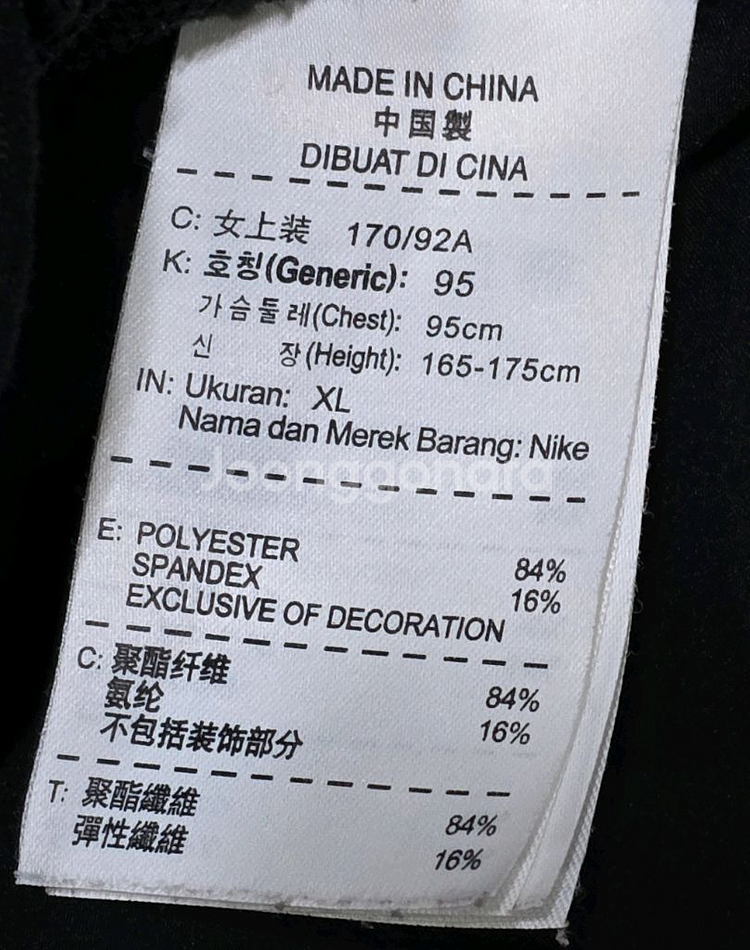 MADE IN CHINA
中国製
DIBUAT DI CINA
C: 女上装 170/92A
K: 호칭(Generic): 95
가슴둘레(Chest): 95cm
신 장(Height): 165-175cm
IN: Ukuran: XL
Nama dan Merek Barang: Nike
Joonggonara
E: POLYESTER 84%
SPANDEX 16%
EXCLUSIVE OF DECORATION
C: 聚酯纤维 84%
氨纶 16%
不包括装饰部分
T: 聚酯纖維 84%
彈性纖維 16%